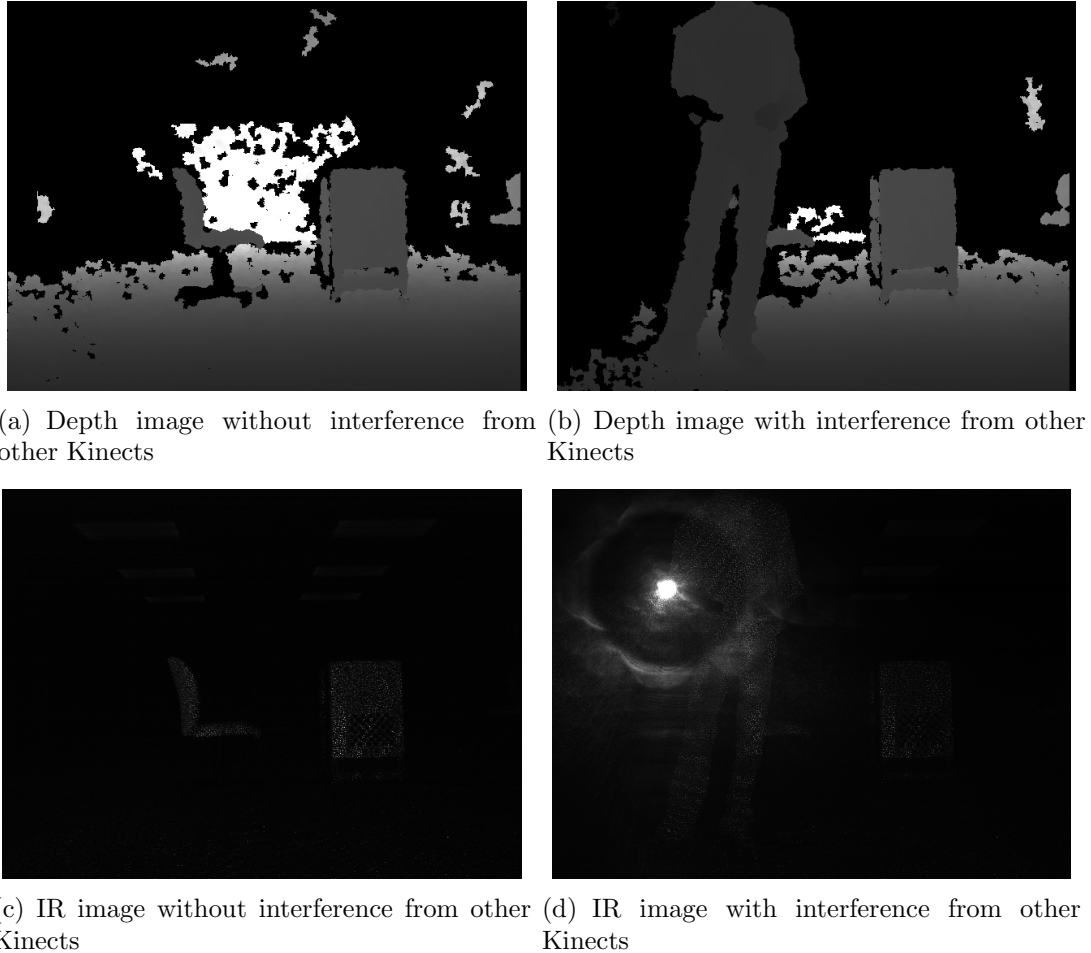 (a) Depth image without interference from
other Kinects
(b) Depth image with interference from other
Kinects
(c) IR image without interference from other
Kinects
(d) IR image with interference from other
Kinects